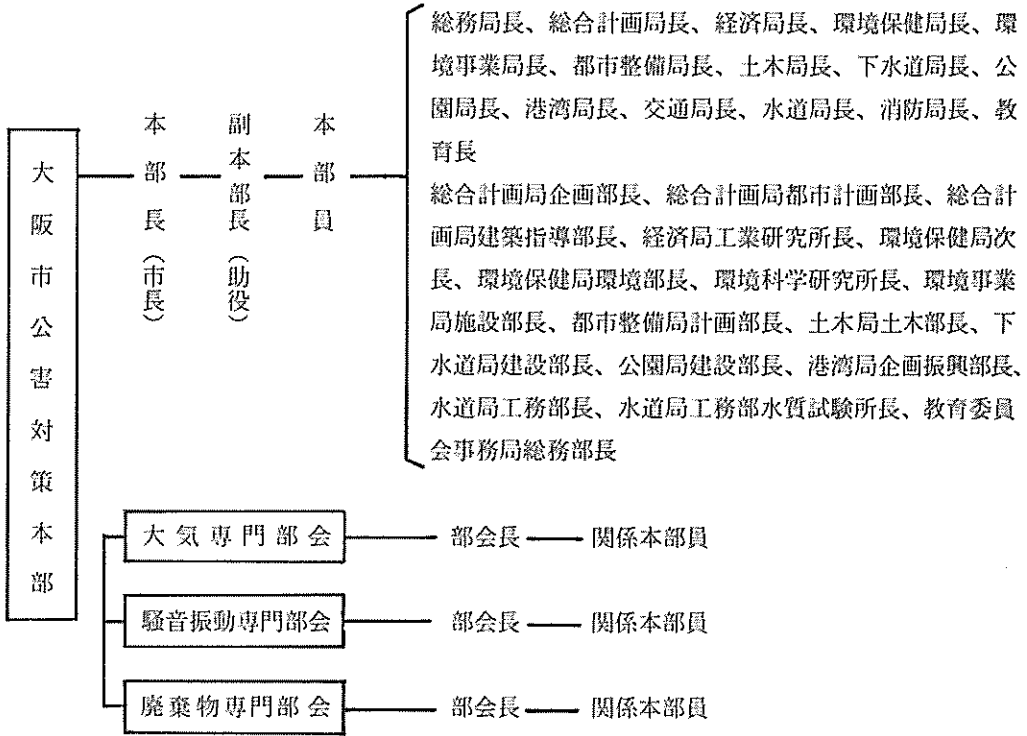 大阪市公害対策本部
本部長（市長）
副本部長（助役）
本部員
総務局長、総合計画局長、経済局長、環境保健局長、環
境事業局長、都市整備局長、土木局長、下水道局長、公
園局長、港湾局長、交通局長、水道局長、消防局長、教
育長
総合計画局企画部長、総合計画局都市計画部長、総合計
画局建築指導部長、経済局工業研究所長、環境保健局次
長、環境保健局環境部長、環境科学研究所長、環境事業
局施設部長、都市整備局計画部長、土木局土木部長、下
水道局建設部長、公園局建設部長、港湾局企画振興部長、
水道局工務部長、水道局工務部水質試験所長、教育委員
会事務局総務部長
大気専門部会 部会長 関係本部員
騒音振動専門部会 部会長 関係本部員
廃棄物専門部会 部会長 関係本部員